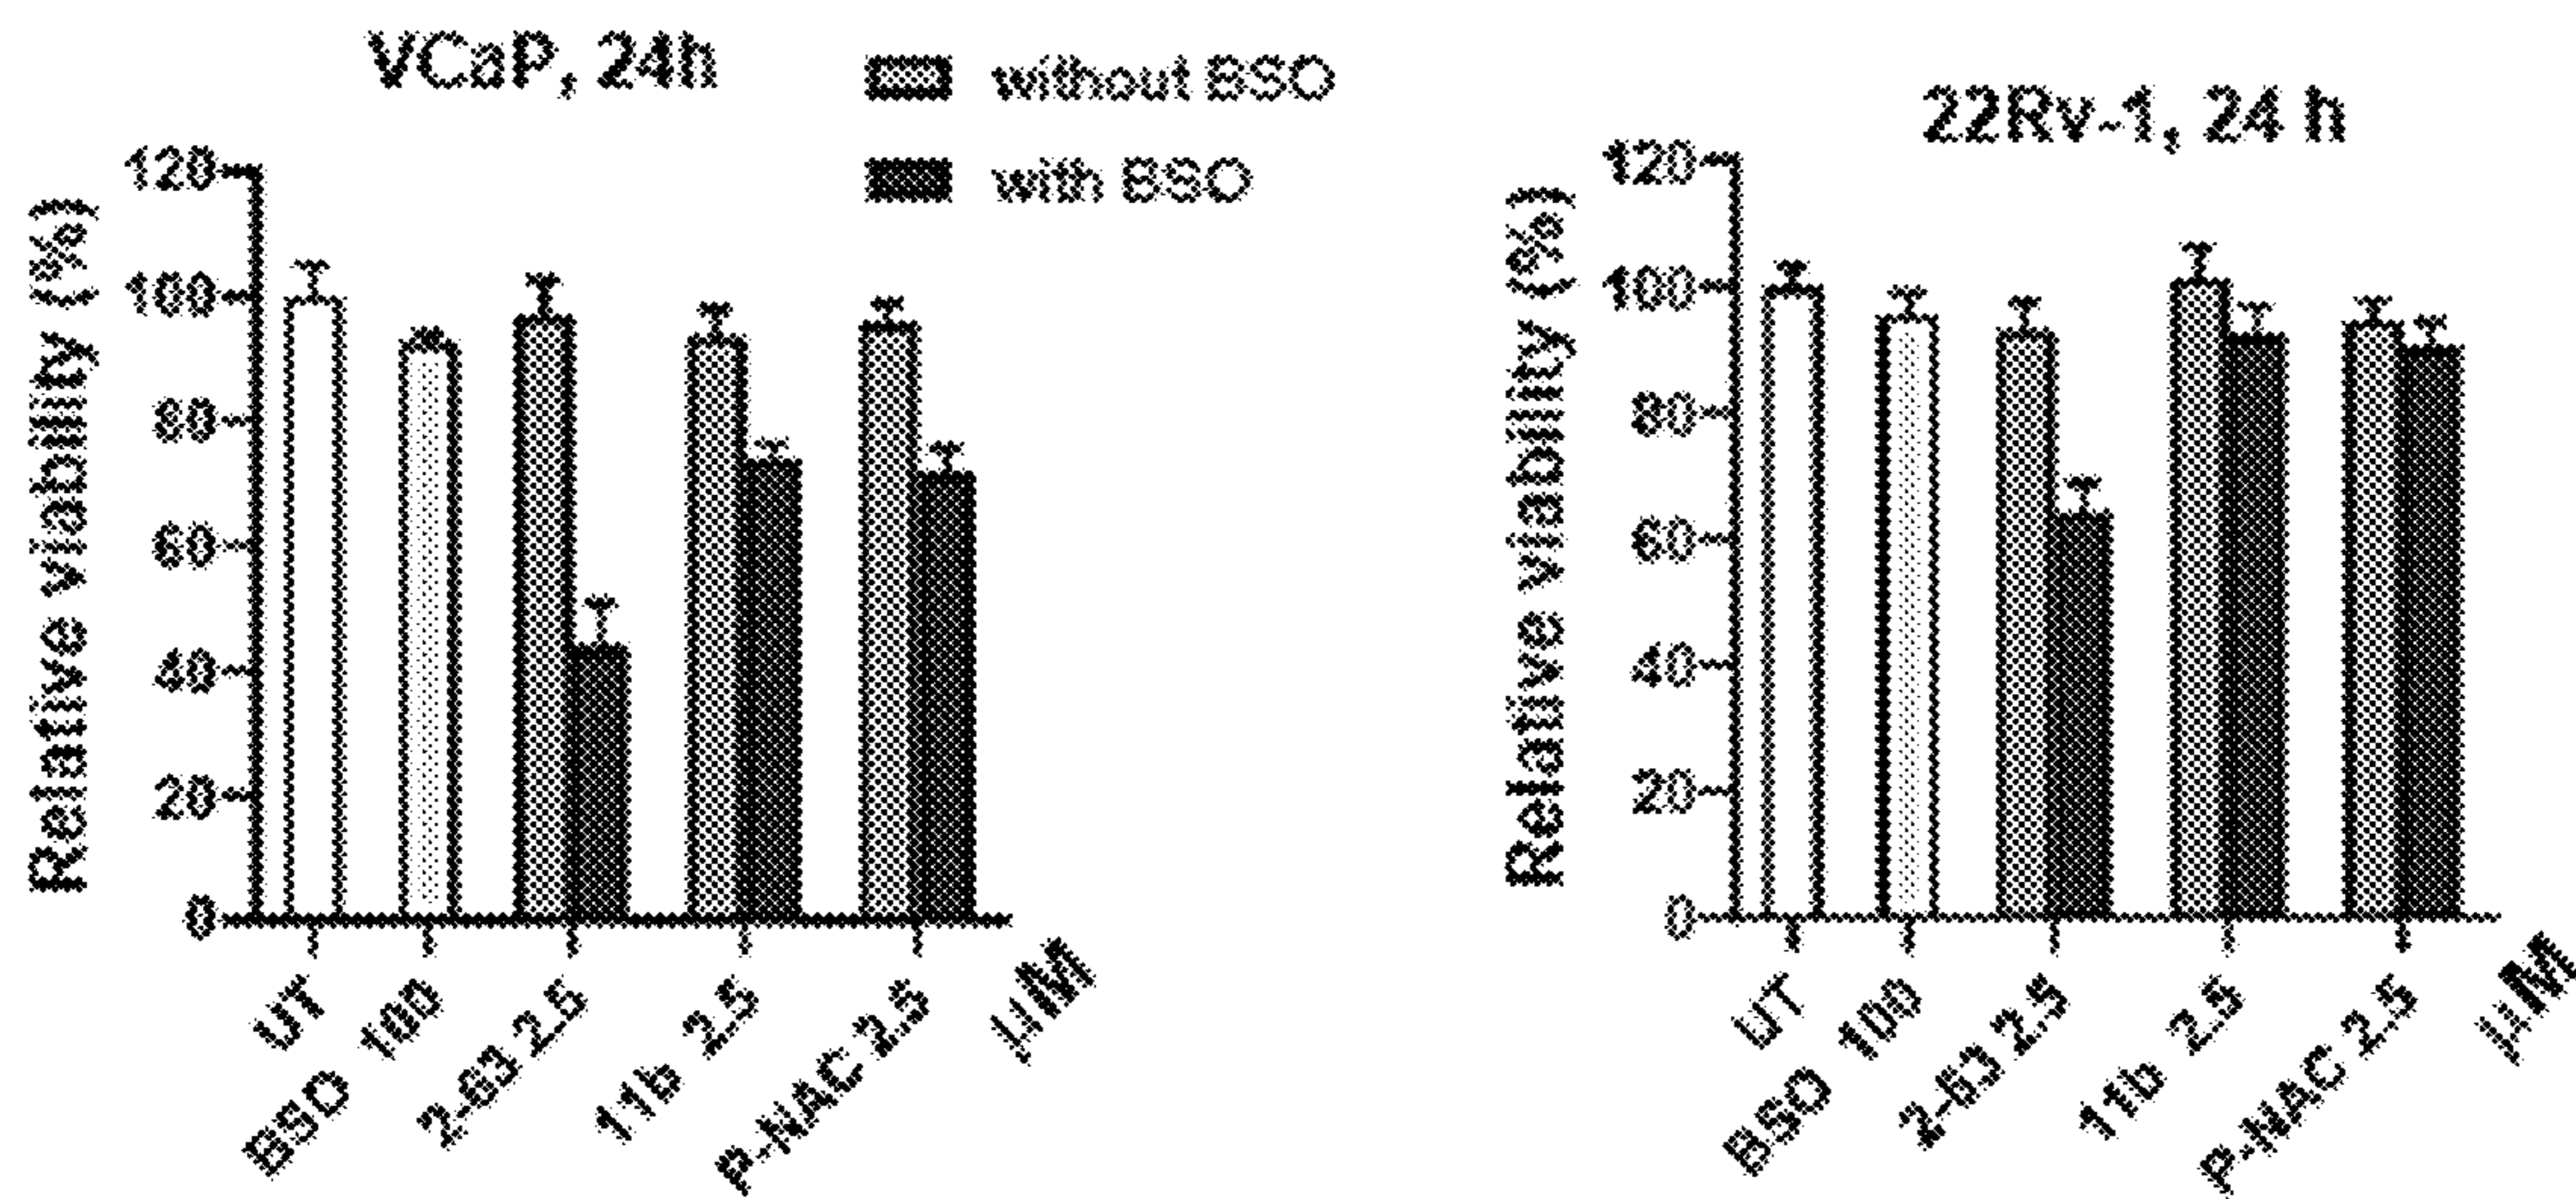 VCaP, 24h
without BSO
with BSO
Relative viability (%)
120
100
80
60
40
20
0
UT
BSO 100
2-63 2.5
11b 2.5
P-NAC 2.5
µM
22Rv-1, 24 h
Relative viability (%)
120
100
80
60
40
20
0
UT
BSO 100
2-63 2.5
11b 2.5
P-NAC 2.5
µM